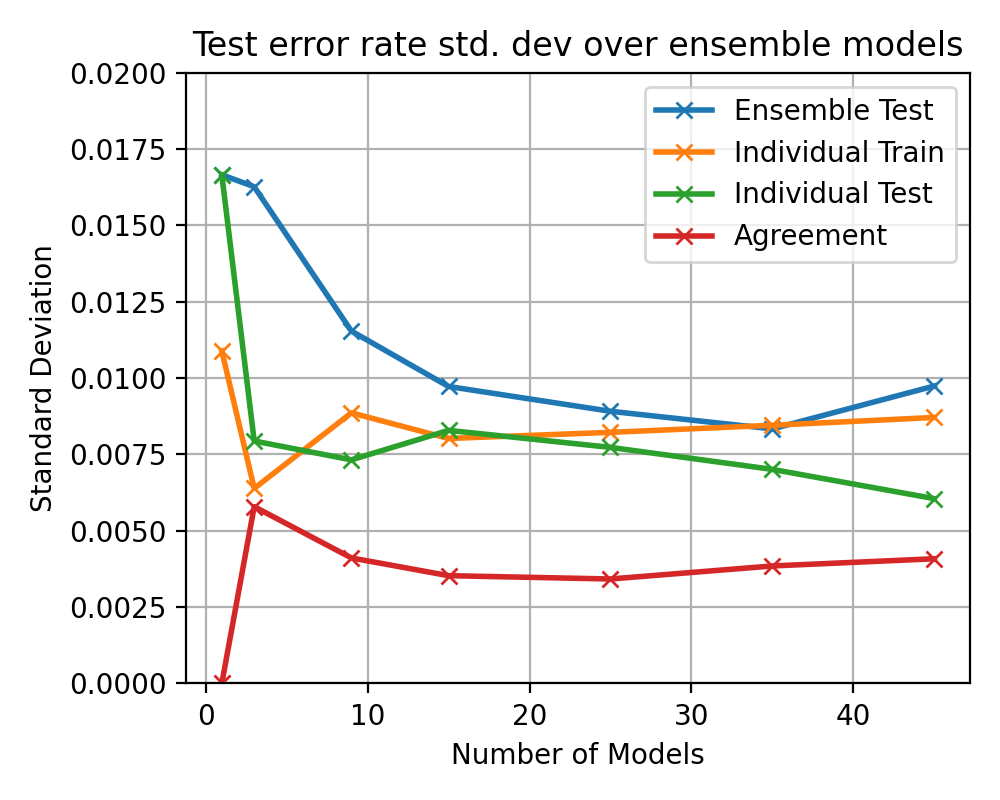 Test error rate std. dev over ensemble models
0.0200
0.0175
0.0150
0.0125
0.0100
0.0075
0.0050
0.0025
0.0000
Standard Deviation
Ensemble Test
Individual Train
Individual Test
Agreement
0 10 20 30 40
Number of Models